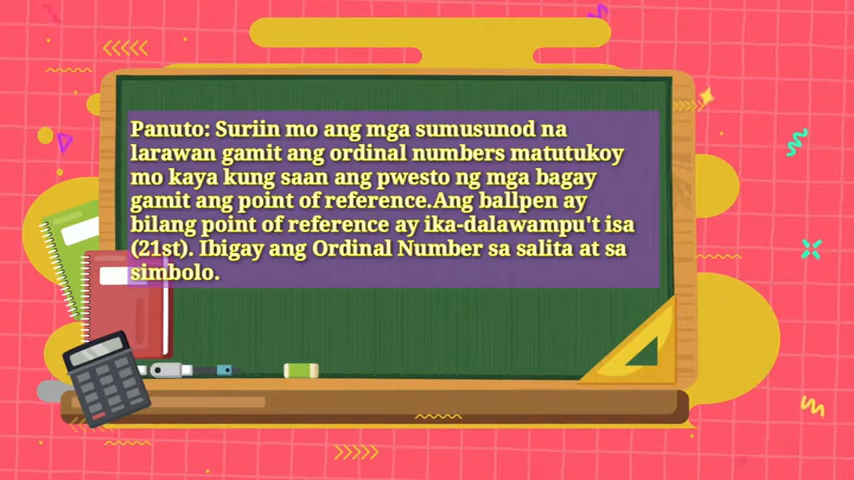 Panuto: Suriin mo ang mga sumusunod na
larawan gamit ang ordinal numbers matutukoy
mo kaya kung saan ang pwesto ng mga bagay
gamit ang point of reference.Ang ballpen ay
bilang point of reference ay ika-dalawampu't isa
(21st). Ibigay ang Ordinal Number sa salita at sa
simbolo.